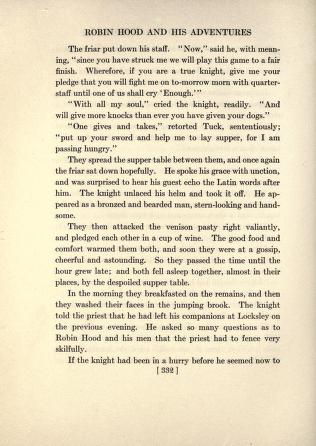 ROBIN HOOD AND HIS ADVENTURES
The friar put down his staff. "Now," said he, with mean-
ing, "since you have struck me we will play this game to a fair
finish. Wherefore, if you are a true knight, give me your
pledge that you will fight me on to-morrow morn with quarter-
staff until one of us shall cry 'Enough.'"
"With all my soul," cried the knight, readily. "And
will give more knocks than ever you have given your dogs."
"One gives and takes," retorted Tuck, sententiously;
"put up your sword and help me to lay supper, for I am
passing hungry."
They spread the supper table between them, and once again
the friar sat down hopefully. He spoke his grace with unction,
and was surprised to hear his guest echo the Latin words after
him. The knight unlaced his helm and took it off. He ap-
peared as a bronzed and bearded man, stern-looking and hand-
some.
They then attacked the venison pasty right valiantly,
and pledged each other in a cup of wine. The good food and
comfort warmed them both, and soon they were at a gossip,
cheerful and astounding. So they passed the time until the
hour grew late; and both fell asleep together, almost in their
places, by the despoiled supper table.
In the morning they breakfasted on the remains, and then
they washed their faces in the jumping brook. The knight
told the priest that he had left his companions at Locksley on
the previous evening. He asked so many questions as to
Robin Hood and his men that the priest had to fence very
skilfully.
If the knight had been in a hurry before he seemed now to
[ 332 ]